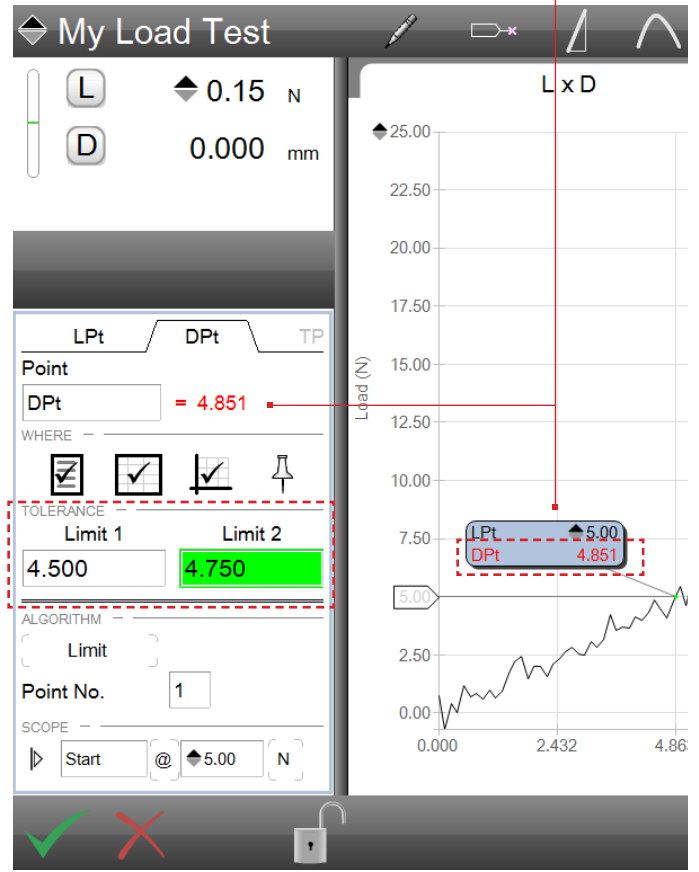 My Load Test
L 0.15 N
D 0.000 mm
LPt DPt TP
Point
DPt = 4.851
WHERE
TOLERANCE
Limit 1 Limit 2
4.500 4.750
ALGORITHM
Limit
Point No. 1
SCOPE
Start @ 5.00 N
L x D
25.00
22.50
20.00
17.50
15.00
Load (N)
12.50
10.00
7.50
LPt 5.00
DPt 4.851
5.00
2.50
0.00
0.000 2.432 4.863